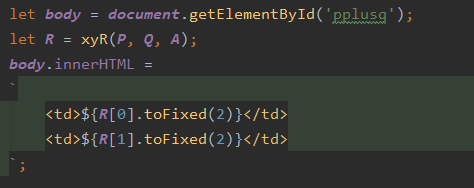 let body = document.getElementById('pplusq');
let R = xyR(P, Q, A);
body.innerHTML =
`
    <td>${R[0].toFixed(2)}</td>
    <td>${R[1].toFixed(2)}</td>
`;